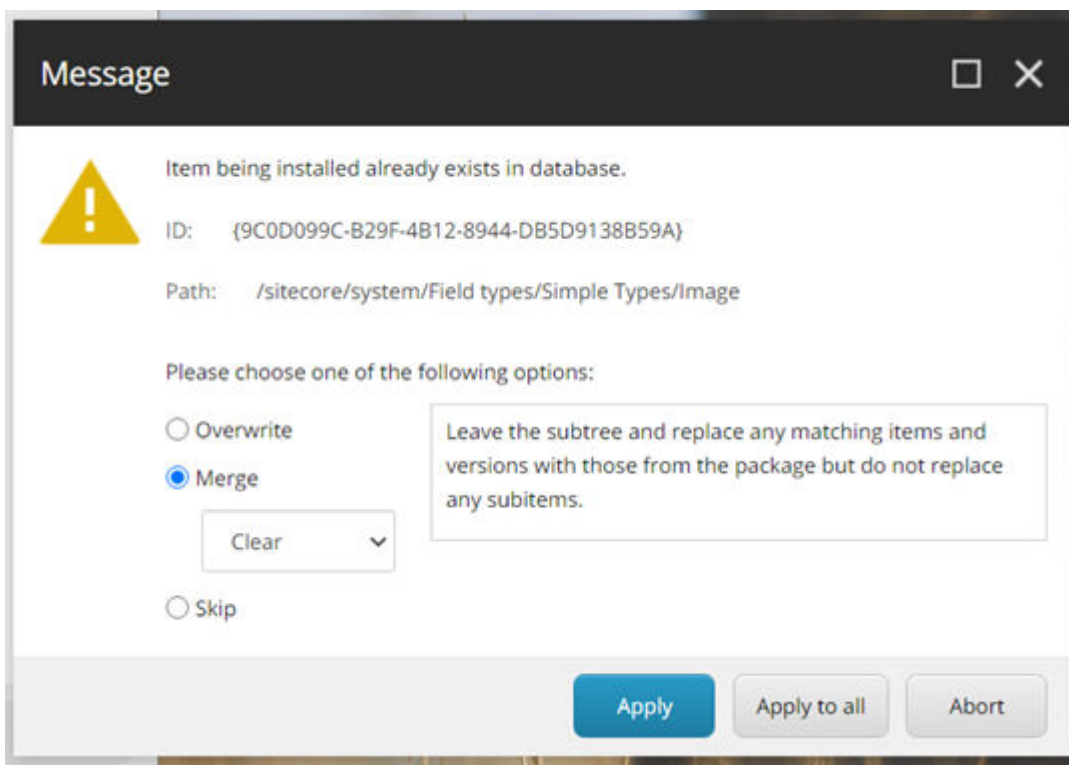 Message
Item being installed already exists in database.
ID: {9C0D099C-B29F-4B12-8944-DB5D9138B59A}
Path: /sitecore/system/Field types/Simple Types/Image
Please choose one of the following options:
Overwrite
Merge
Clear
Skip
Leave the subtree and replace any matching items and
versions with those from the package but do not replace
any subitems.
Apply
Apply to all
Abort